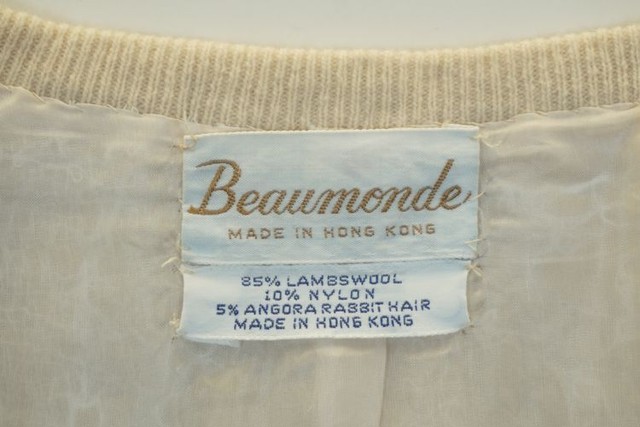 Beaumonde
MADE IN HONG KONG
85% LAMBSWOOL
10% NYLON
5% ANGORA RABBIT HAIR
MADE IN HONG KONG